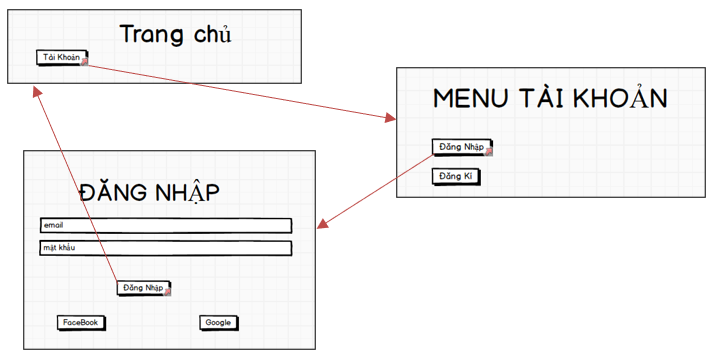 Trang chủ
Tài Khoản
MENU TÀI KHOẢN
Đăng Nhập
Đăng Kí
ĐĂNG NHẬP
email
mật khẩu
Đăng Nhập
FaceBook
Google